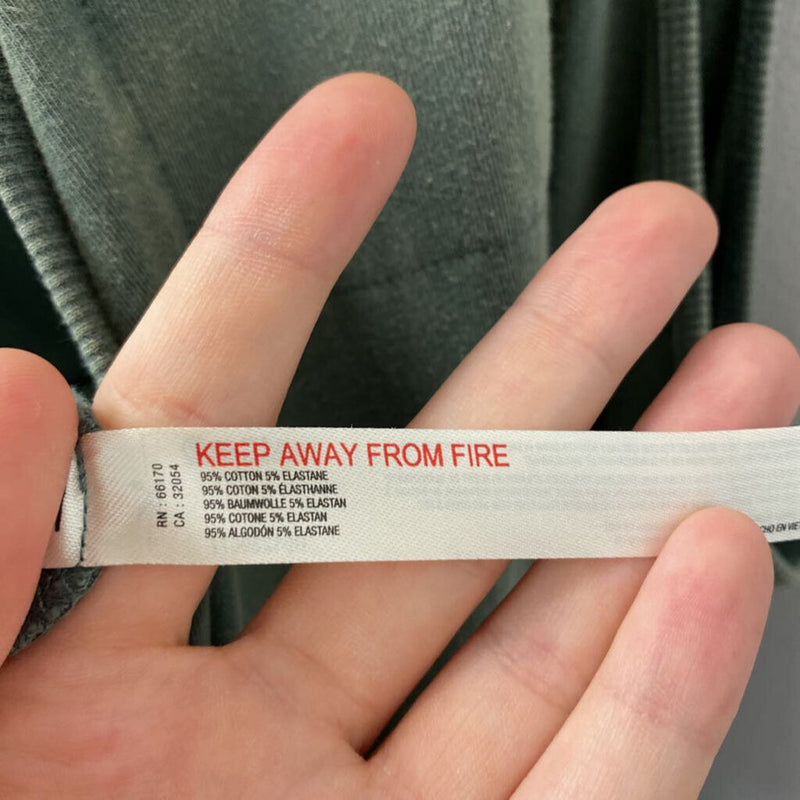 RN : 66170
CA : 32054
KEEP AWAY FROM FIRE
95% COTTON 5% ELASTANE
95% COTON 5% ÉLASTHANNE
95% BAUMWOLLE 5% ELASTAN
95% COTONE 5% ELASTAN
95% ALGODÓN 5% ELASTANE
EN